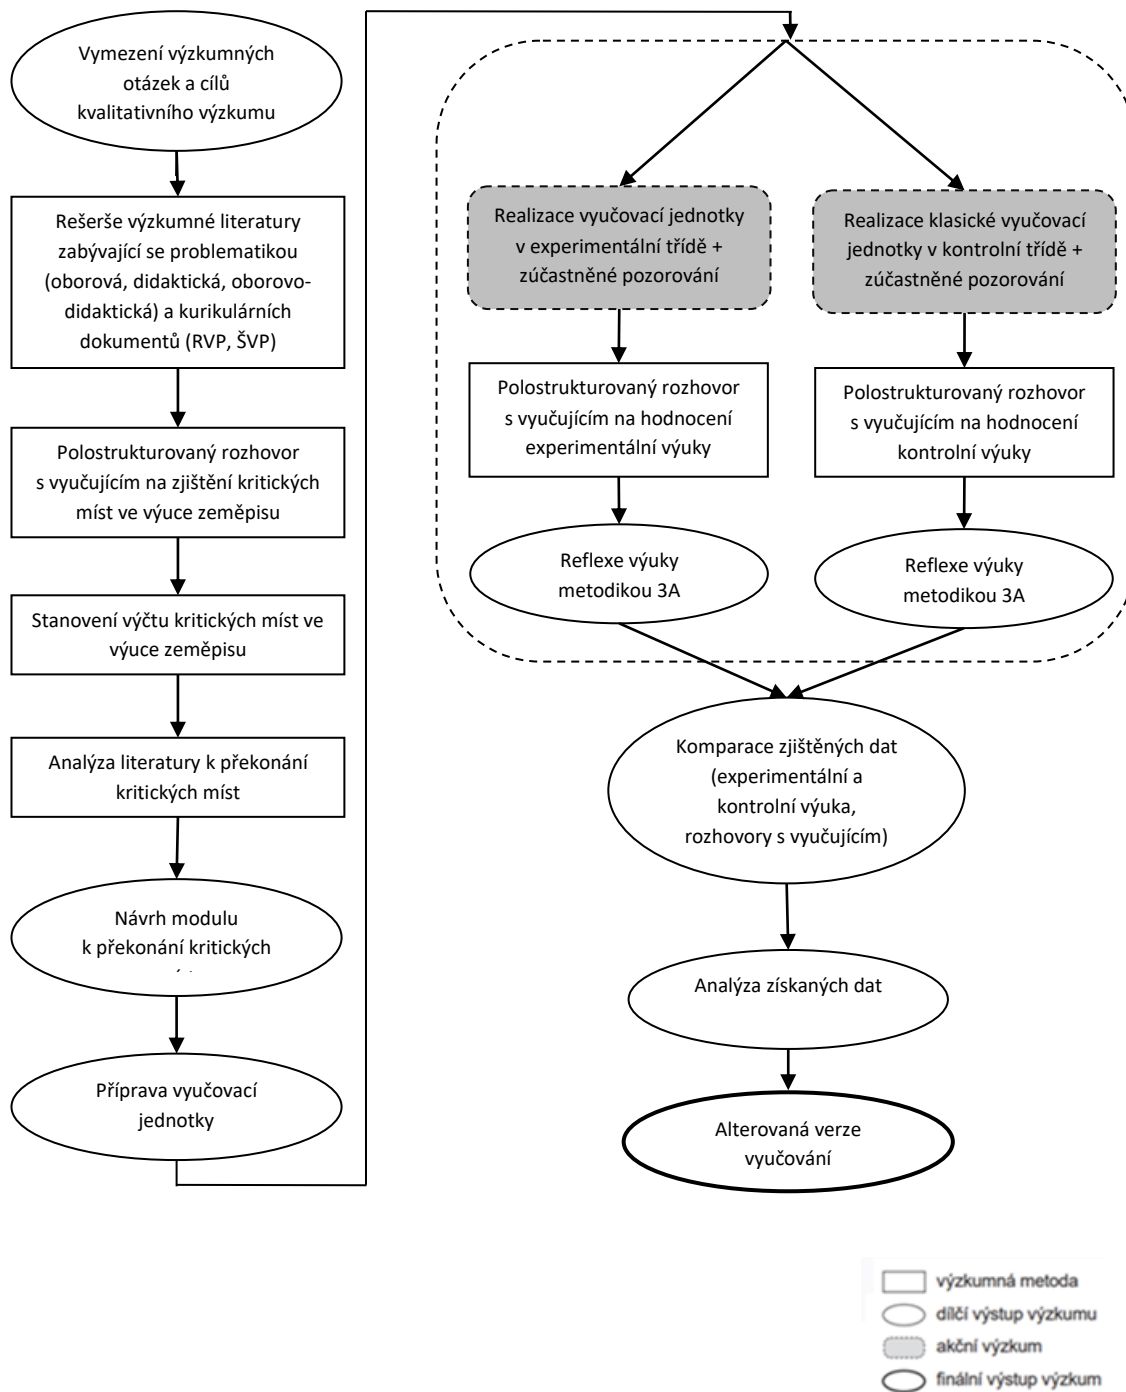 Vymezení výzkumných
otázek a cílů
kvalitativního výzkumu
Rešerše výzkumné literatury
zabývající se problematikou
(oborová, didaktická, oborovo-
didaktická) a kurikulárních
dokumentů (RVP, ŠVP)
Polostrukturovaný rozhovor
s vyučujícím na zjištění kritických
míst ve výuce zeměpisu
Stanovení výčtu kritických míst ve
výuce zeměpisu
Analýza literatury k překonání
kritických míst
Návrh modulu
k překonání kritických
Příprava vyučovací
jednotky
Realizace vyučovací jednotky
v experimentální třídě +
zúčastněné pozorování
Realizace klasické vyučovací
jednotky v kontrolní třídě +
zúčastněné pozorování
Polostrukturovaný rozhovor
s vyučujícím na hodnocení
experimentální výuky
Polostrukturovaný rozhovor
s vyučujícím na hodnocení
kontrolní výuky
Reflexe výuky
metodikou 3A
Reflexe výuky
metodikou 3A
Komparace zjištěných dat
(experimentální a
kontrolní výuka,
rozhovory s vyučujícím)
Analýza získaných dat
Alterovaná verze
vyučování
výzkumná metoda
dílčí výstup výzkumu
akční výzkum
finální výstup výzkum